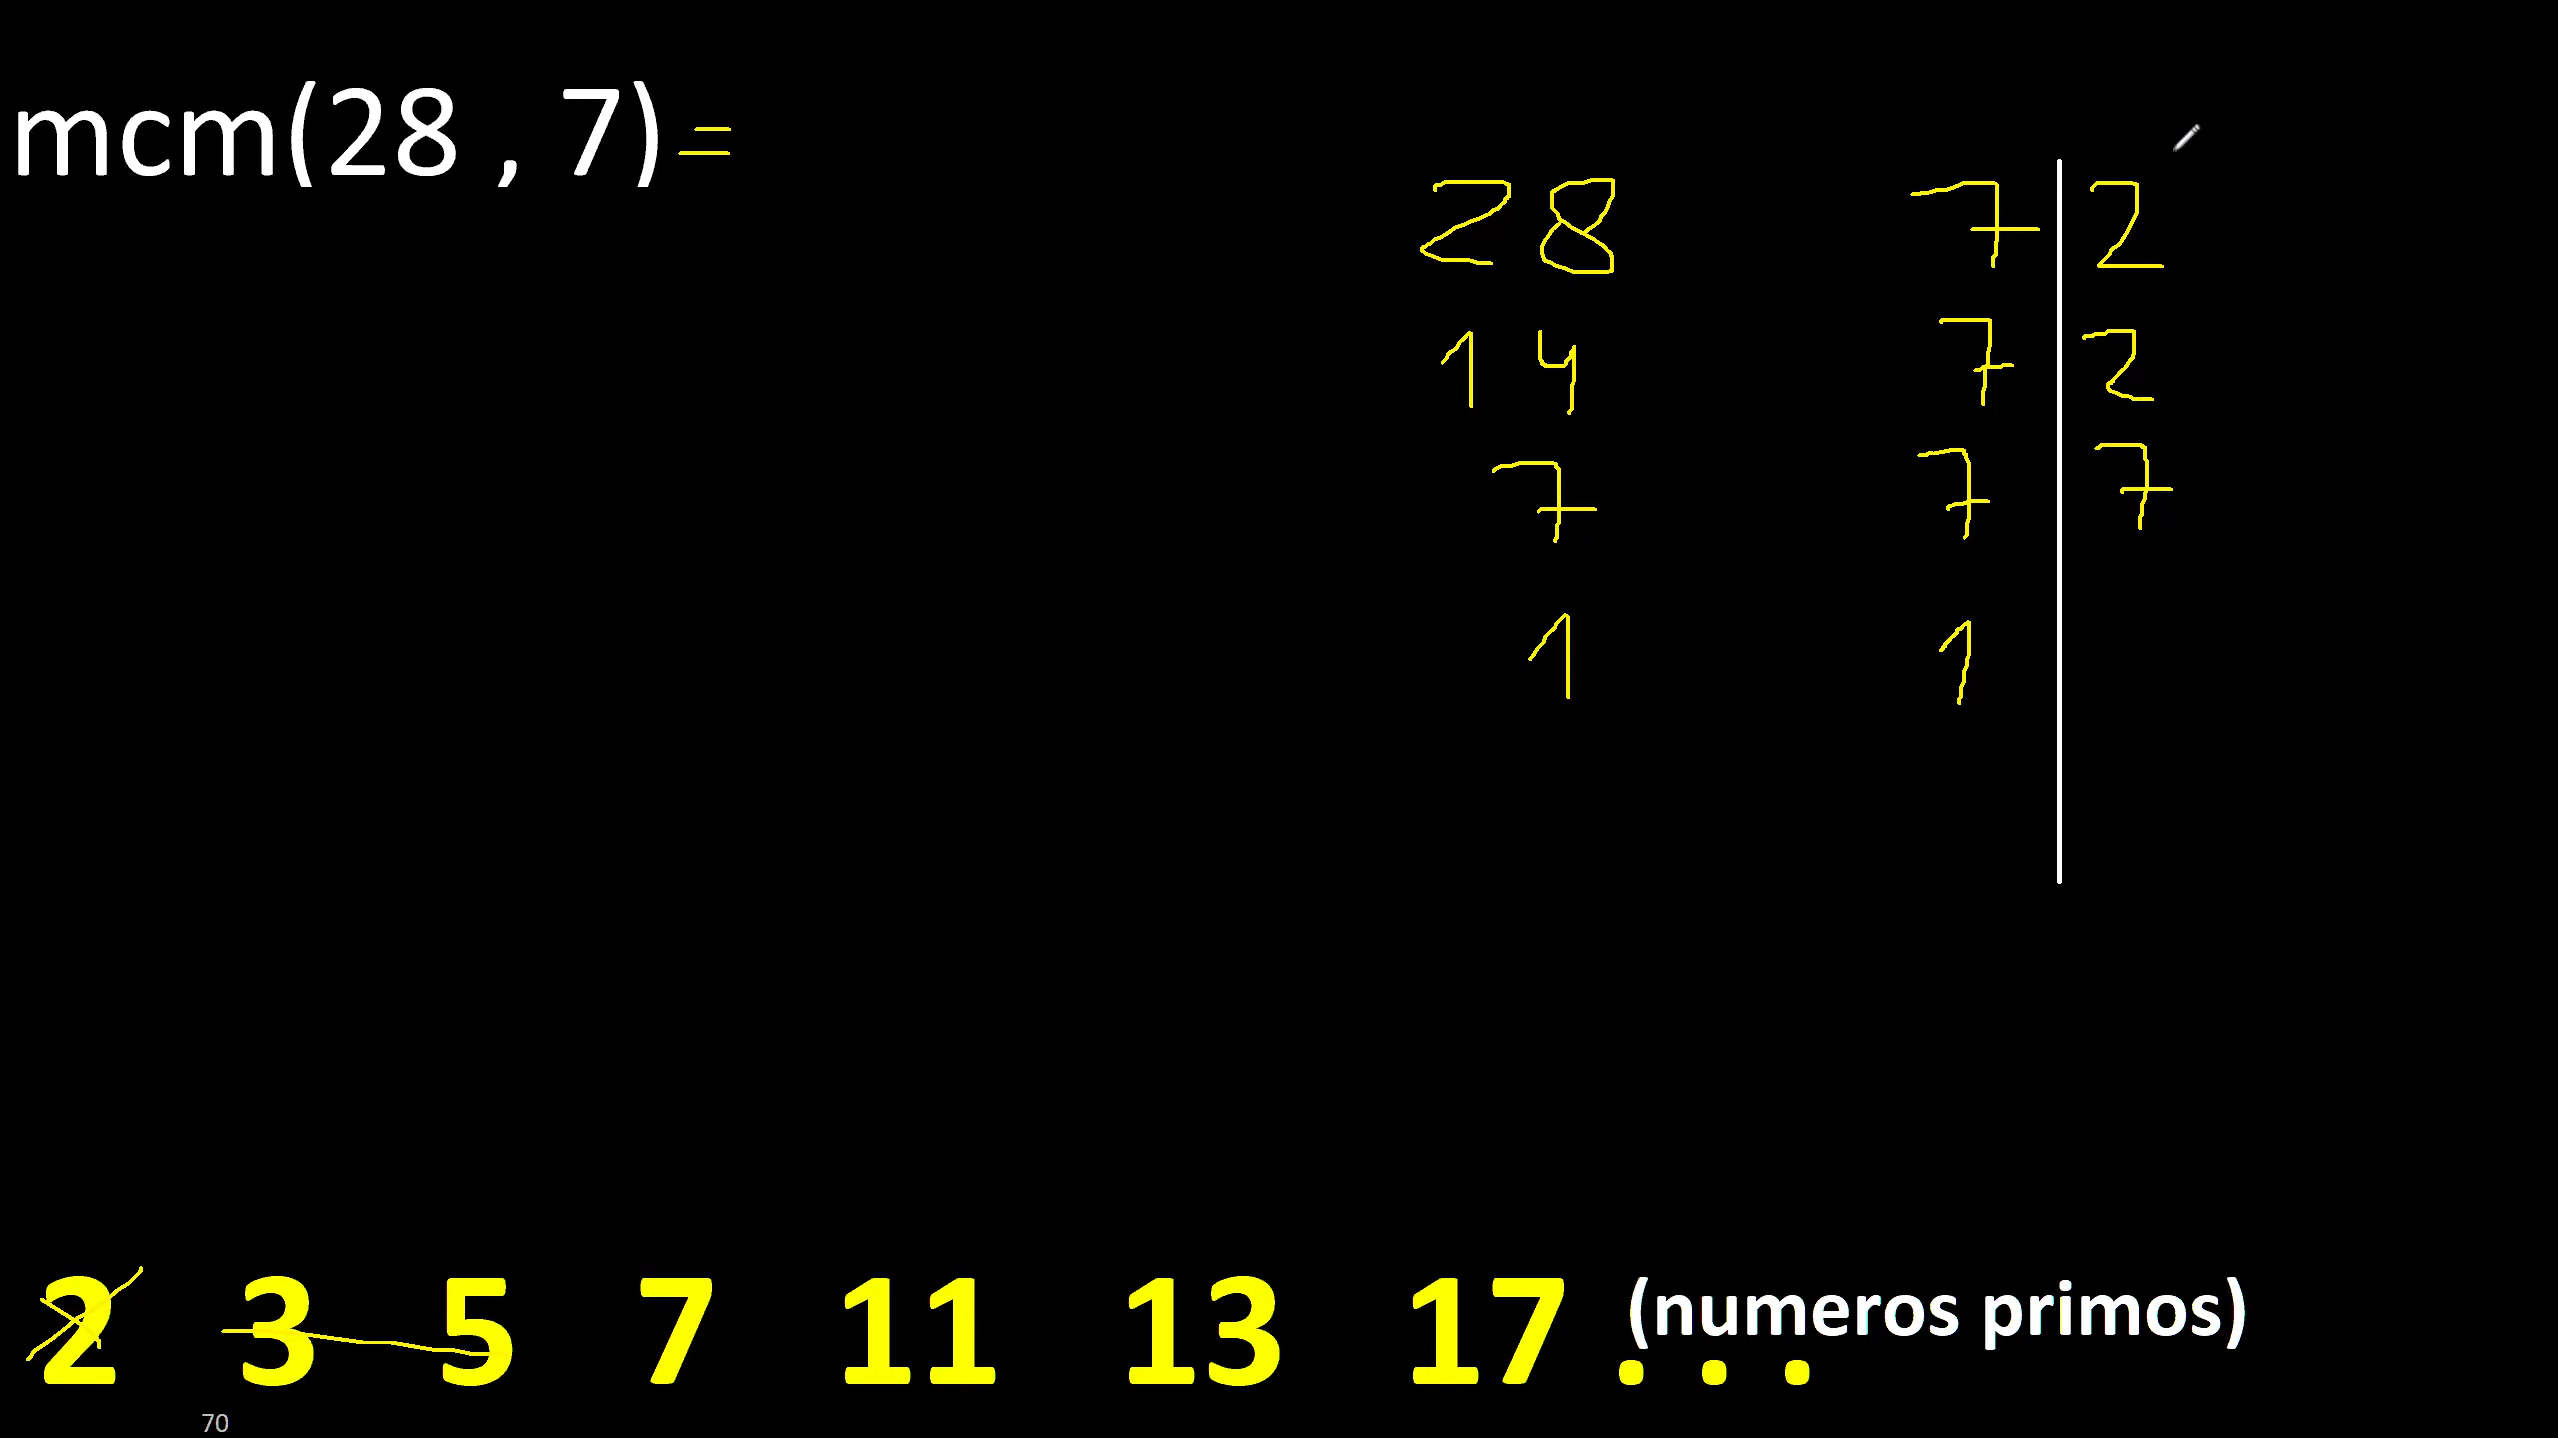 mcm(28 , 7)=
28 7 2
14 7 2
7 7 7
1 1
2 3 5 7 11 13 17 . . . (numeros primos)
70